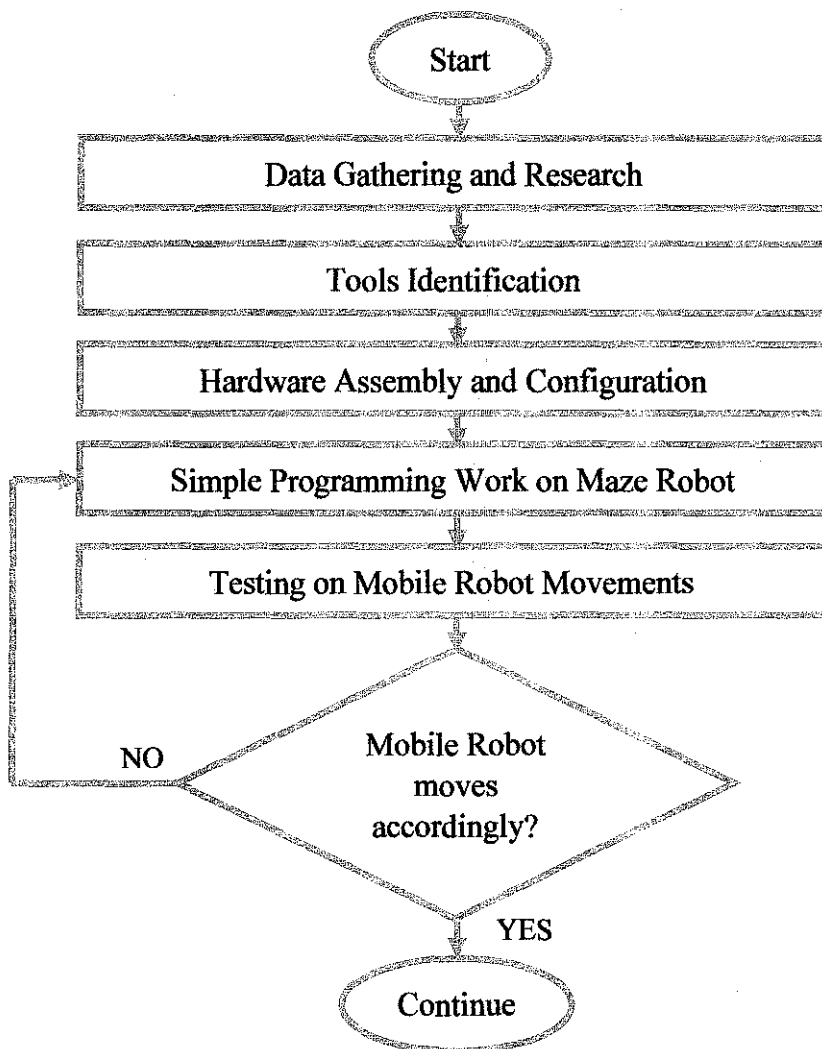 Start
Data Gathering and Research
Tools Identification
Hardware Assembly and Configuration
Simple Programming Work on Maze Robot
Testing on Mobile Robot Movements
NO
Mobile Robot
moves
accordingly?
YES
Continue